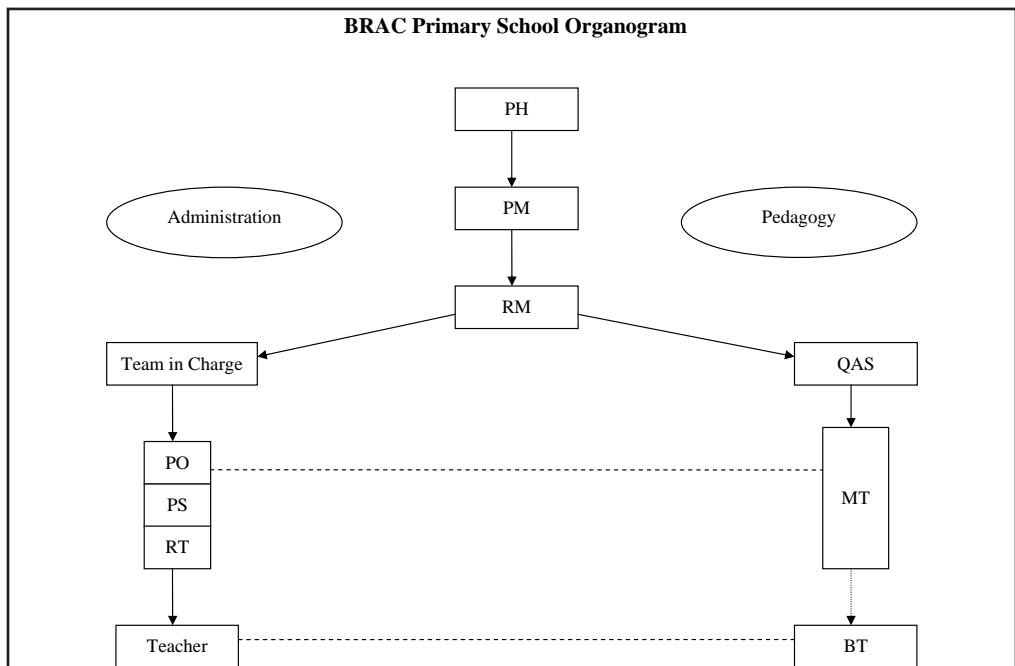 BRAC Primary School Organogram
PH
Administration
PM
Pedagogy
RM
Team in Charge
QAS
PO
PS
MT
RT
Teacher
BT